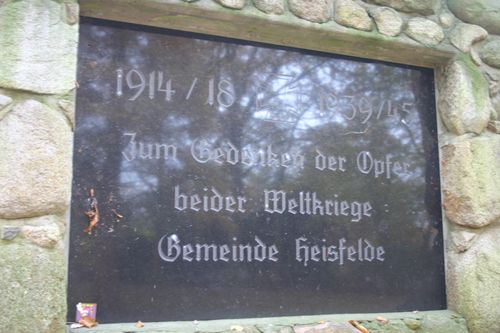 1914/18 1939/45
Zum Gedenken der Opfer
beider Weltkriege
Gemeinde Heisfelde